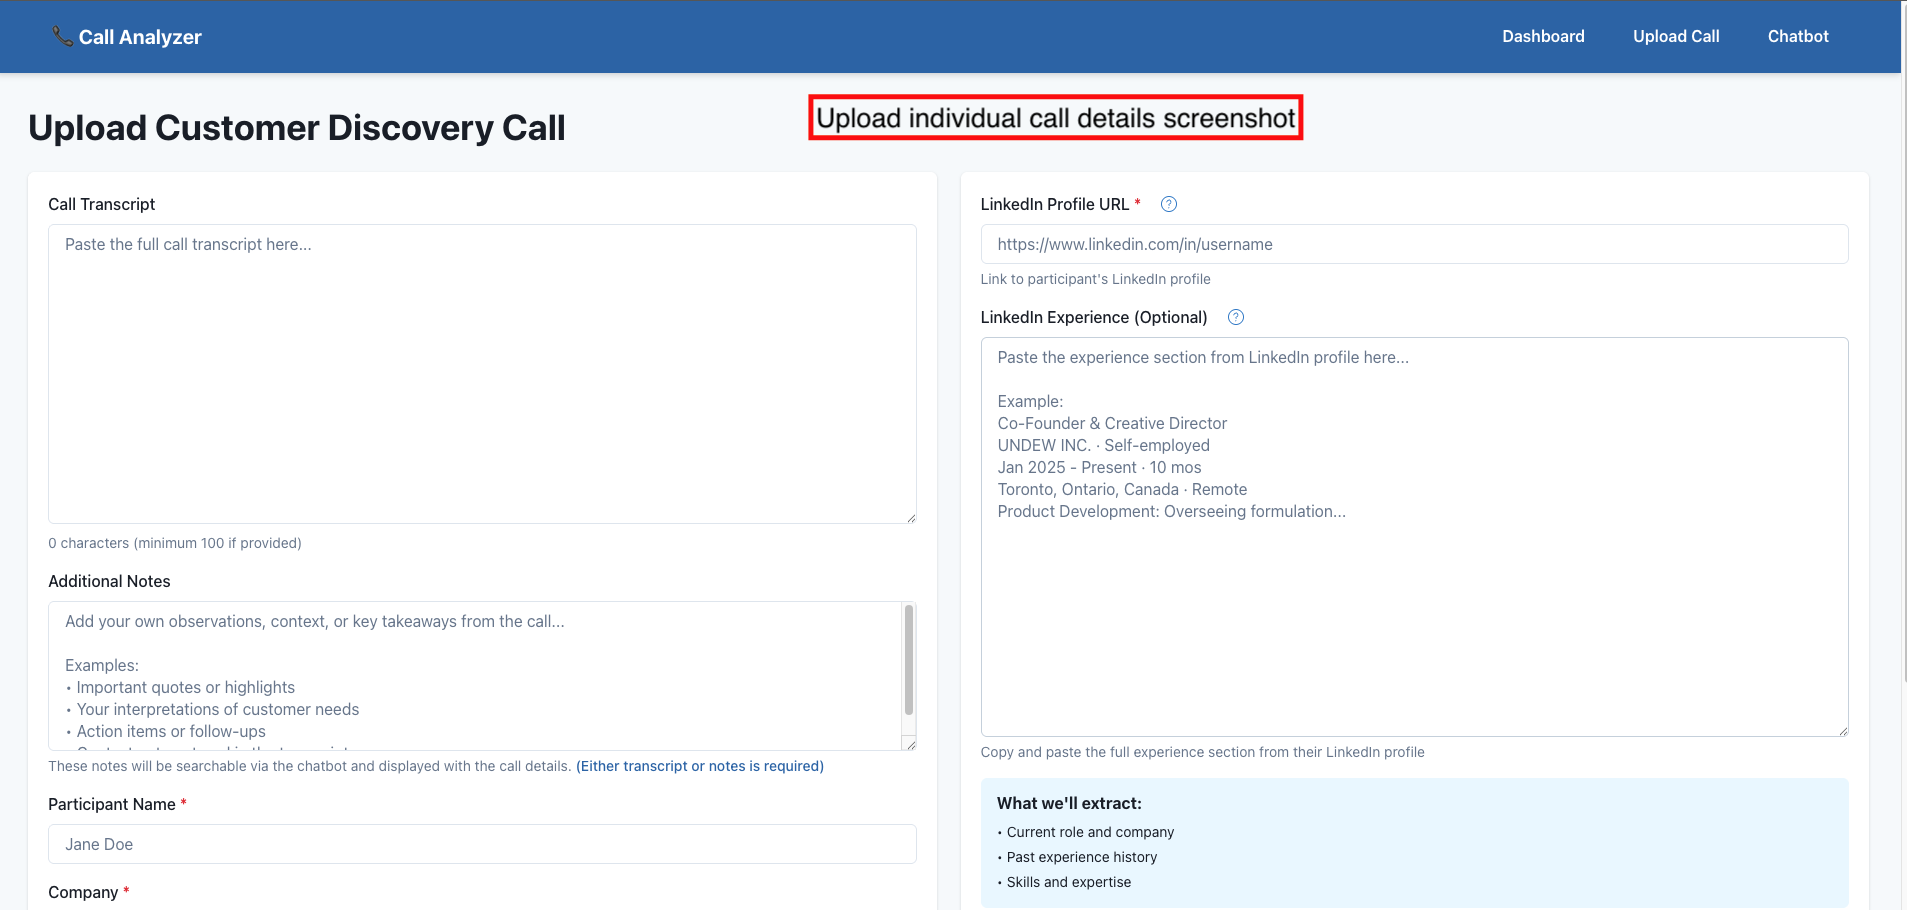 Call Analyzer
Dashboard
Upload Call
Chatbot
Upload Customer Discovery Call
Upload individual call details screenshot
Call Transcript
Paste the full call transcript here...
0 characters (minimum 100 if provided)
Additional Notes
Add your own observations, context, or key takeaways from the call...
Examples:
• Important quotes or highlights
• Your interpretations of customer needs
• Action items or follow-ups
These notes will be searchable via the chatbot and displayed with the call details. (Either transcript or notes is required)
Participant Name *
Jane Doe
Company *
LinkedIn Profile URL * ?
https://www.linkedin.com/in/username
Link to participant's LinkedIn profile
LinkedIn Experience (Optional) ?
Paste the experience section from LinkedIn profile here...
Example:
Co-Founder & Creative Director
UNDEW INC. · Self-employed
Jan 2025 - Present · 10 mos
Toronto, Ontario, Canada · Remote
Product Development: Overseeing formulation...
Copy and paste the full experience section from their LinkedIn profile
What we'll extract:
• Current role and company
• Past experience history
• Skills and expertise